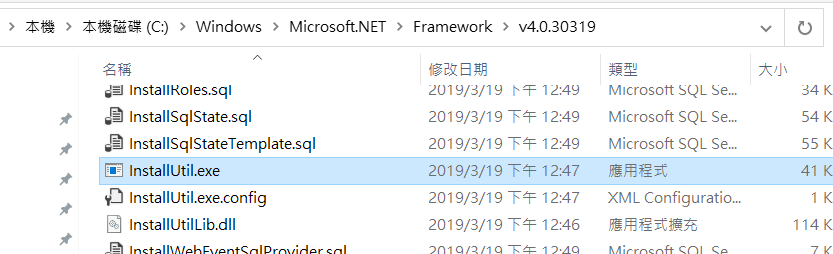 本機 > 本機磁碟 (C:) > Windows > Microsoft.NET > Framework > v4.0.30319
名稱 修改日期 類型 大小
InstallRoles.sql 2019/3/19 下午 12:49 Microsoft SQL Se... 34 K
InstallSqlState.sql 2019/3/19 下午 12:49 Microsoft SQL Se... 54 K
InstallSqlStateTemplate.sql 2019/3/19 下午 12:49 Microsoft SQL Se... 55 K
InstallUtil.exe 2019/3/19 下午 12:47 應用程式 41 K
InstallUtil.exe.config 2019/3/19 下午 12:47 XML Configuratio... 1 K
InstallUtilLib.dll 2019/3/19 下午 12:46 應用程式擴充 114 K
InstallWebEventSqlProvider.sql 2019/3/19 下午 12:49 Microsoft SQL Se... 7 K